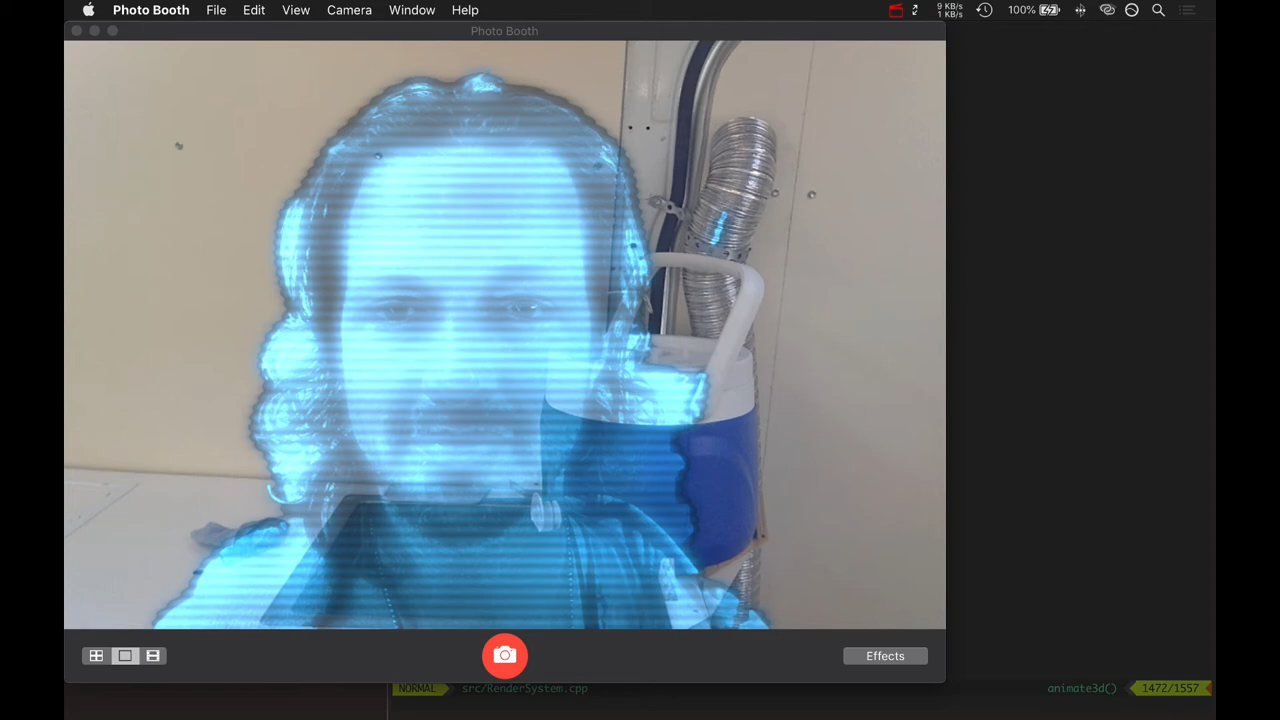 Photo Booth File Edit View Camera Window Help 9 KB/s 100%
1 KB/s
Photo Booth
Effects
NORMAL src/RenderSystem.cpp animate3d() 1472/1557